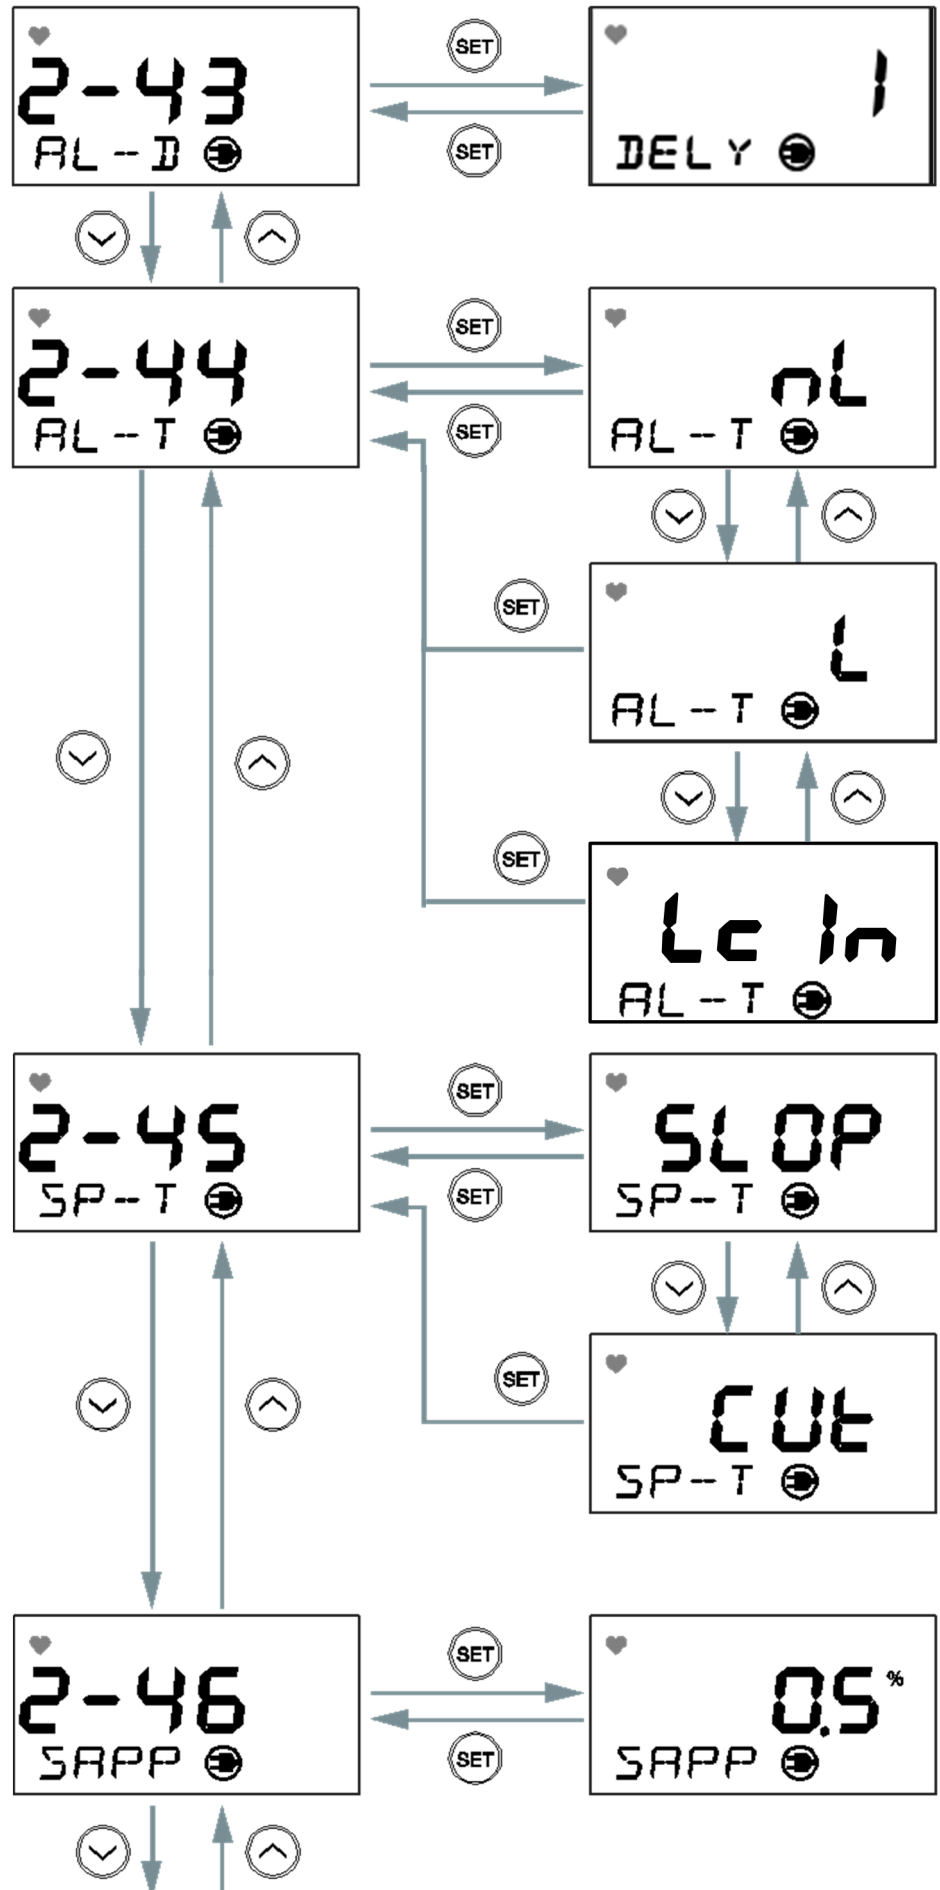 SET
2-43
AL--D
1
DELY
SET
SET
2-44
AL--T
nL
AL--T
SET
SET
L
AL--T
SET
Lc In
AL--T
SET
2-45
SP--T
SLOP
SP--T
SET
SET
CUt
SP--T
SET
2-46
SAPP
0.5%
SAPP
SET